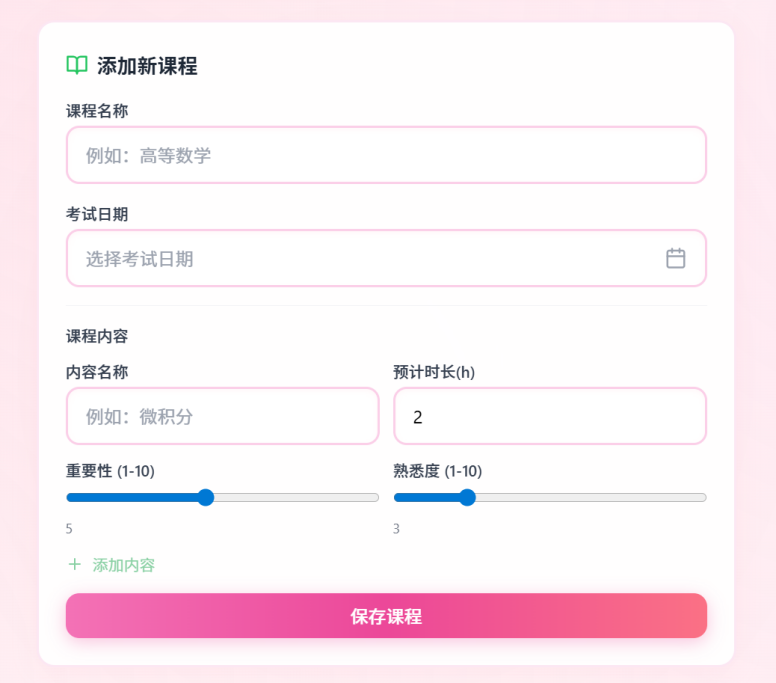 添加新课程
课程名称
例如：高等数学
考试日期
选择考试日期
课程内容
内容名称
预计时长(h)
例如：微积分
2
重要性 (1-10)
熟悉度 (1-10)
5
3
+ 添加内容
保存课程